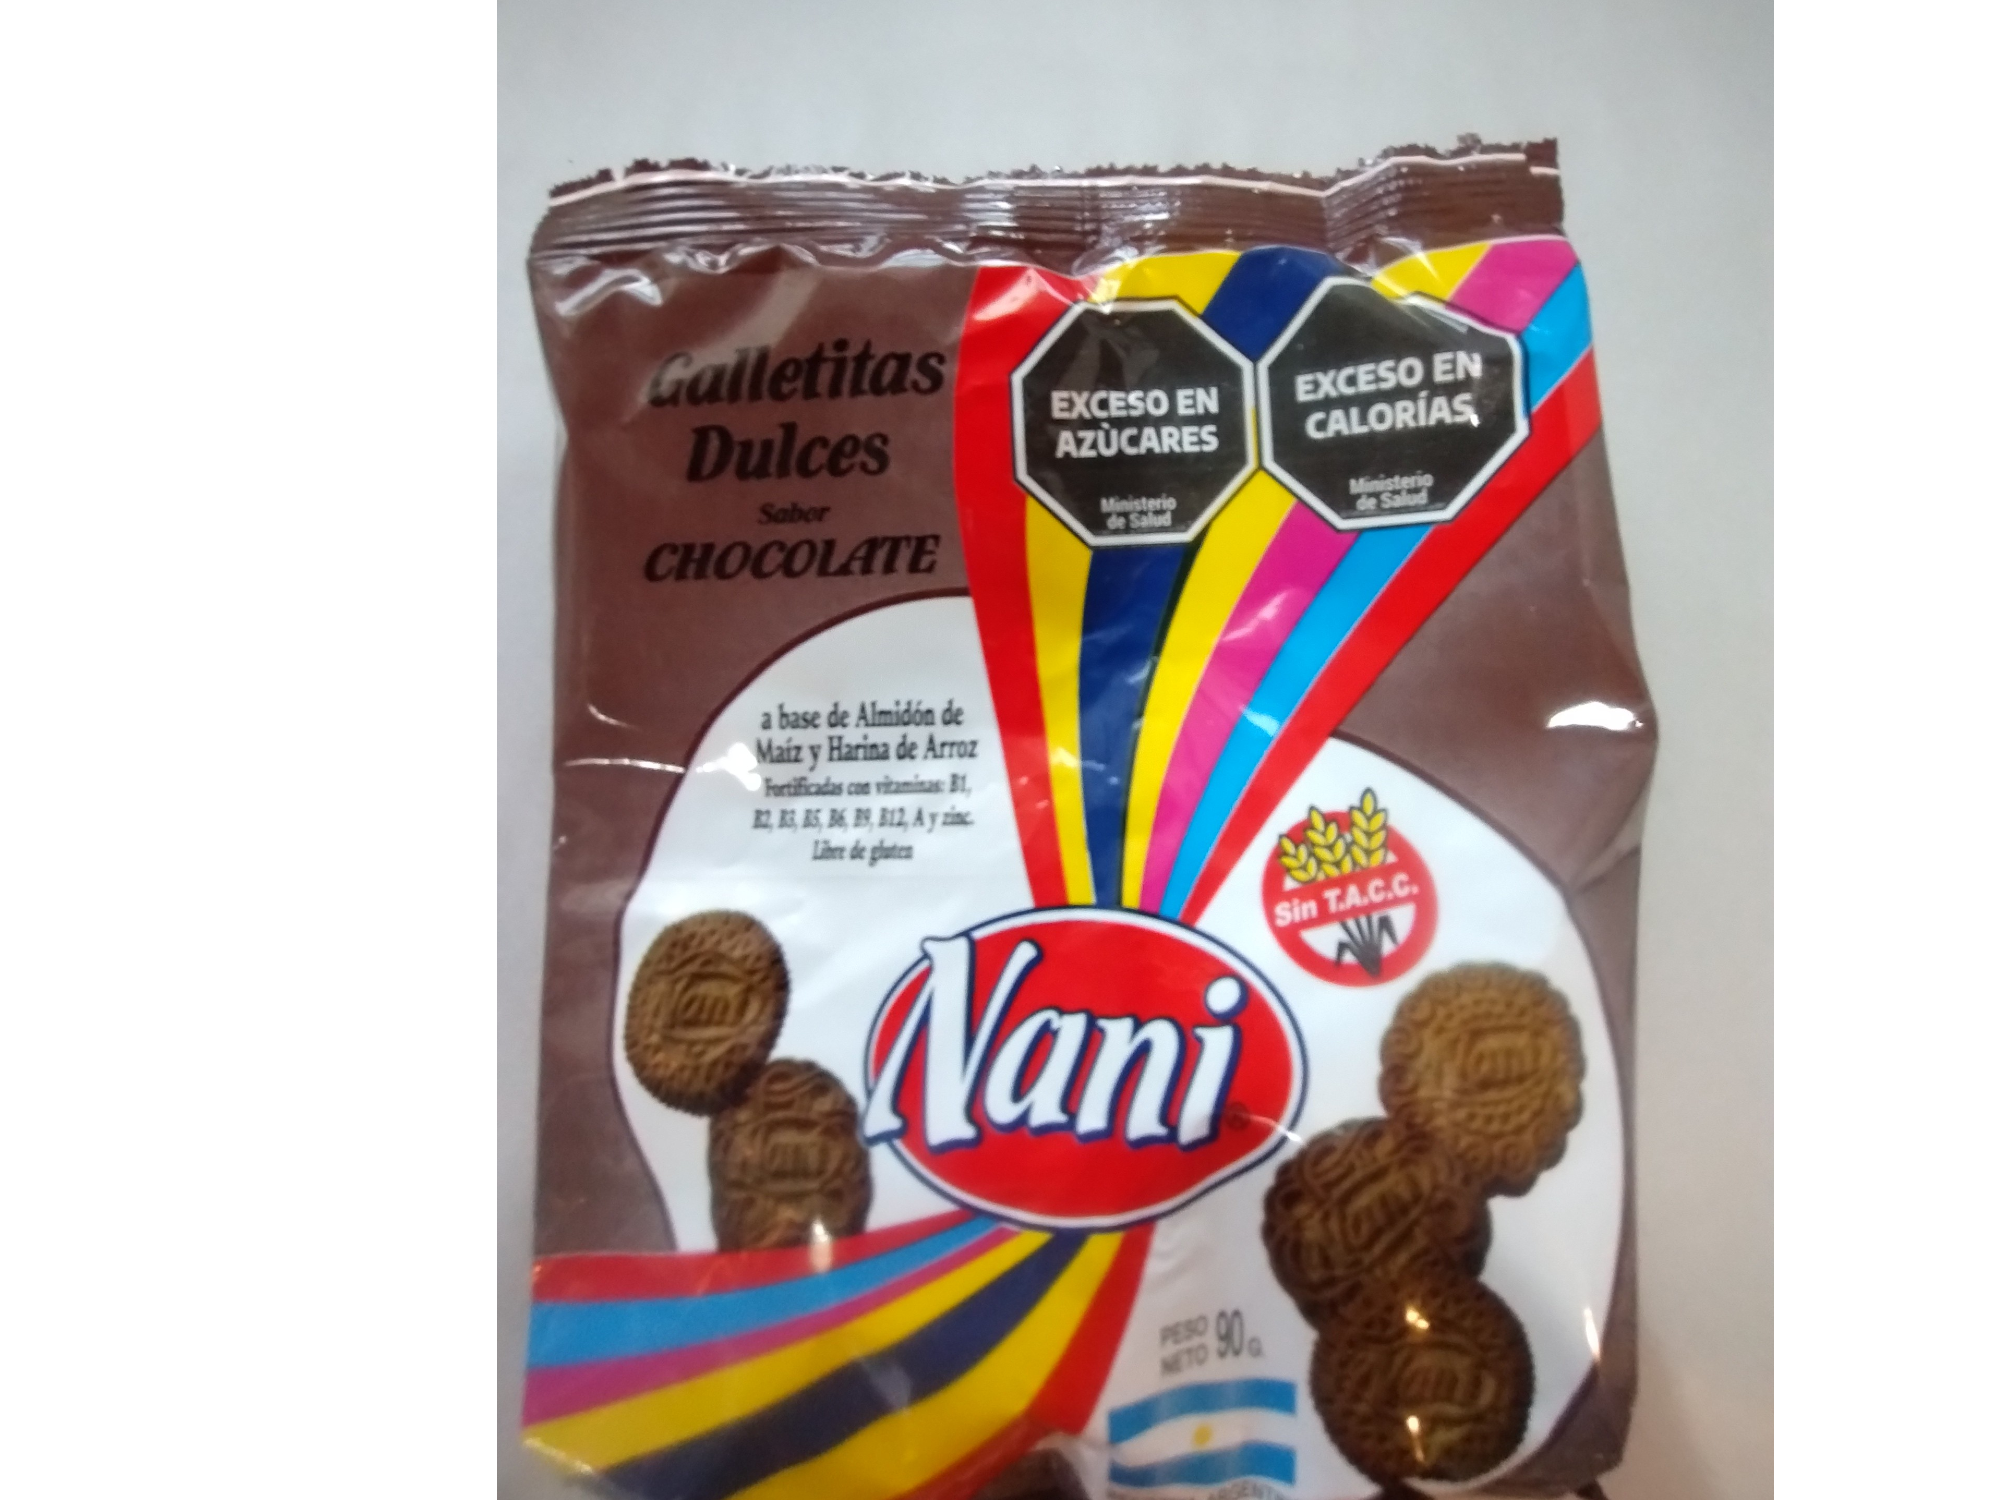 Galletitas
Dulces
Sabor
CHOCOLATE
EXCESO EN
AZÙCARES
Ministerio
de Salud
EXCESO EN
CALORÍAS
Ministerio
de Salud
a base de Almidón de
Maíz y Harina de Arroz
Fortificadas con vitaminas: B1,
B2, B3, B5, B6, B9, B12, A y zinc.
Libre de gluten
Sin T.A.C.C.
Nani
PESO
NETO 90 G.